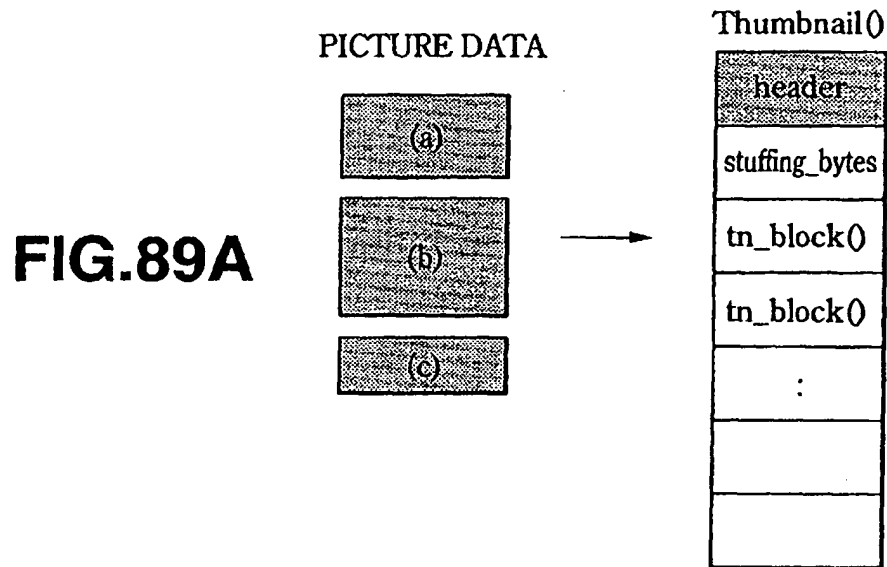 FIG.89A
PICTURE DATA
(a)
(b)
(c)
Thumbnail()
header
stuffing_bytes
tn_block()
tn_block()
: